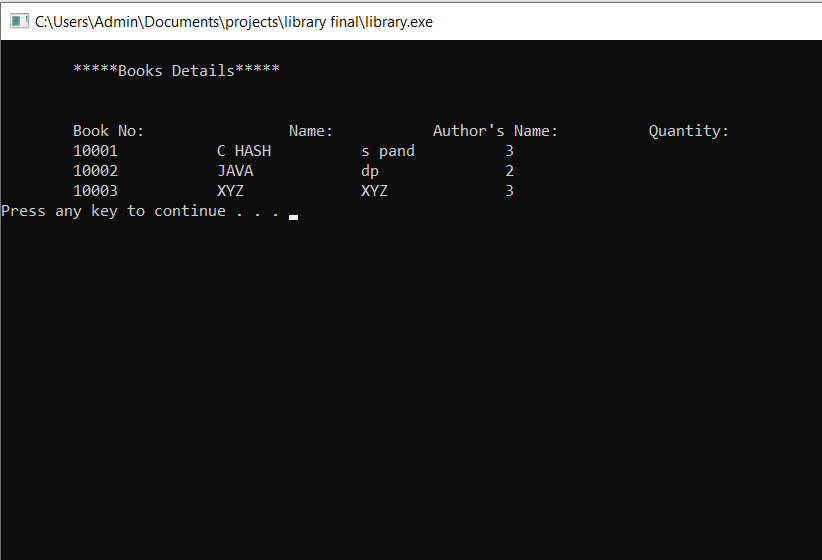 C:\Users\Admin\Documents\projects\library final\library.exe
*****Books Details*****
Book No: Name: Author's Name: Quantity:
10001 C HASH s pand 3
10002 JAVA dp 2
10003 XYZ XYZ 3
Press any key to continue . . .